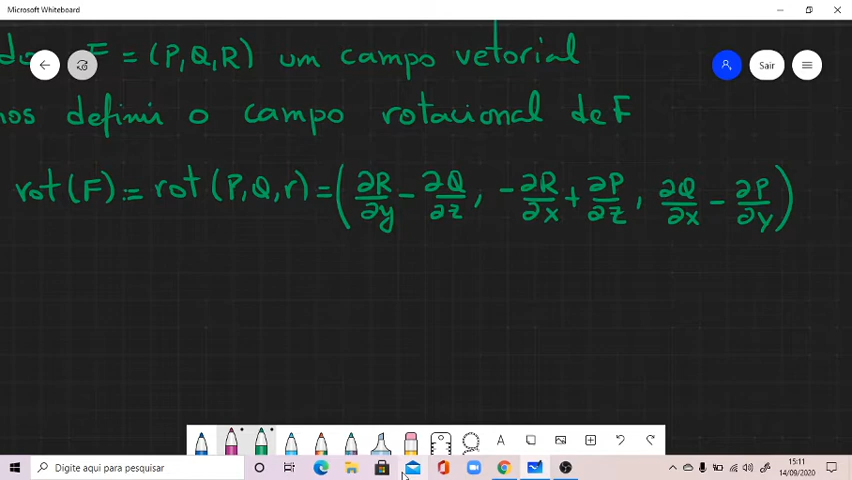 Microsoft Whiteboard
F = (P,Q,R) um campo vetorial
Sair
nos definir o campo rotacional de F
rot(F) := rot(P,Q,r) = (∂R/∂y - ∂Q/∂z, -∂R/∂x + ∂P/∂z, ∂Q/∂x - ∂P/∂y)
A
Digite aqui para pesquisar
15:11
14/09/2020